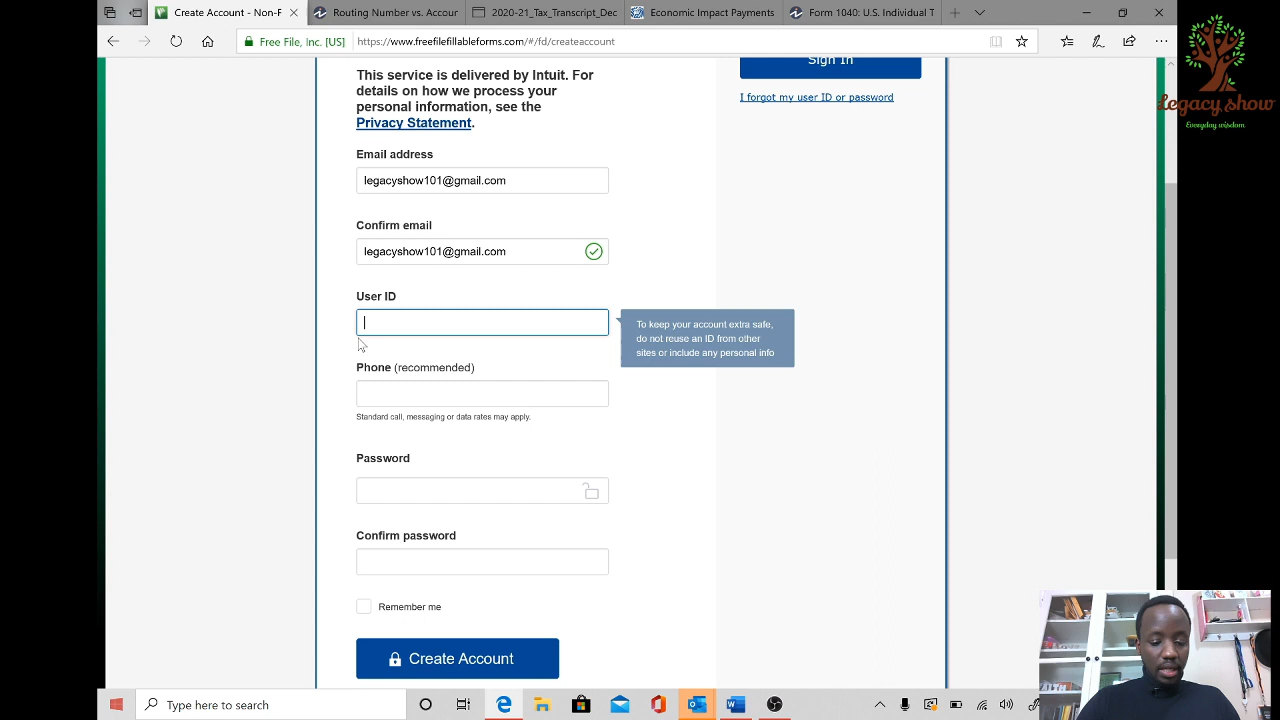 Create Account - Non-F
Routing Number vs. Accour
2020-21_Tax_Transcript_Dec
Economic Impact Payments
Form 1040: U.S. Individual T
Free File, Inc. [US]
https://www.freefilefillableforms.com/#/fd/createaccount
Legacy show
Everyday wisdom
Sign In
I forgot my user ID or password
This service is delivered by Intuit. For
details on how we process your
personal information, see the
Privacy Statement.
Email address
legacyshow101@gmail.com
Confirm email
legacyshow101@gmail.com
User ID
To keep your account extra safe,
do not reuse an ID from other
sites or include any personal info
Phone (recommended)
Standard call, messaging or data rates may apply.
Password
Confirm password
Remember me
Create Account
Type here to search